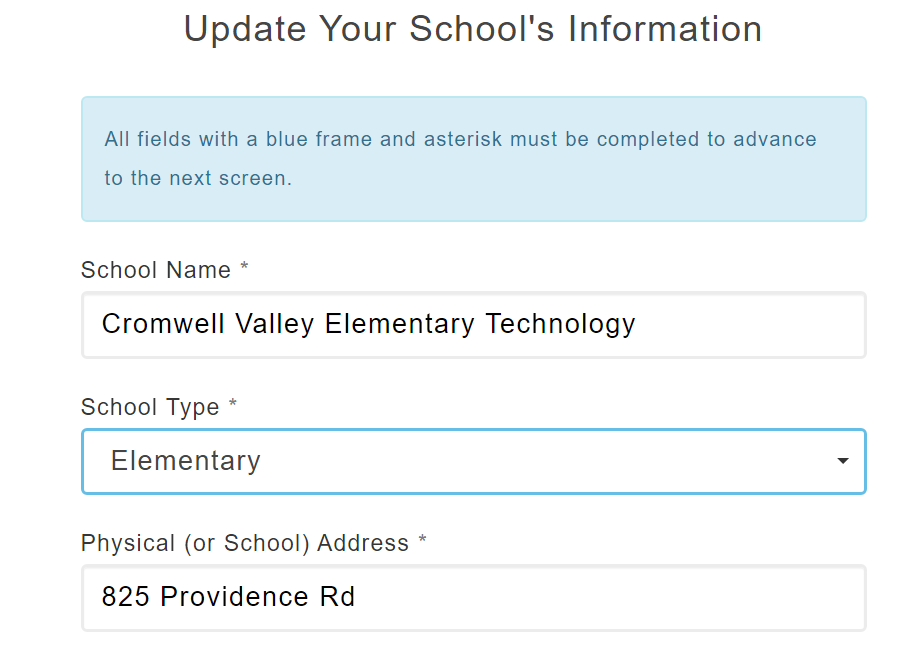 Update Your School's Information
All fields with a blue frame and asterisk must be completed to advance
to the next screen.
School Name *
Cromwell Valley Elementary Technology
School Type *
Elementary
Physical (or School) Address *
825 Providence Rd